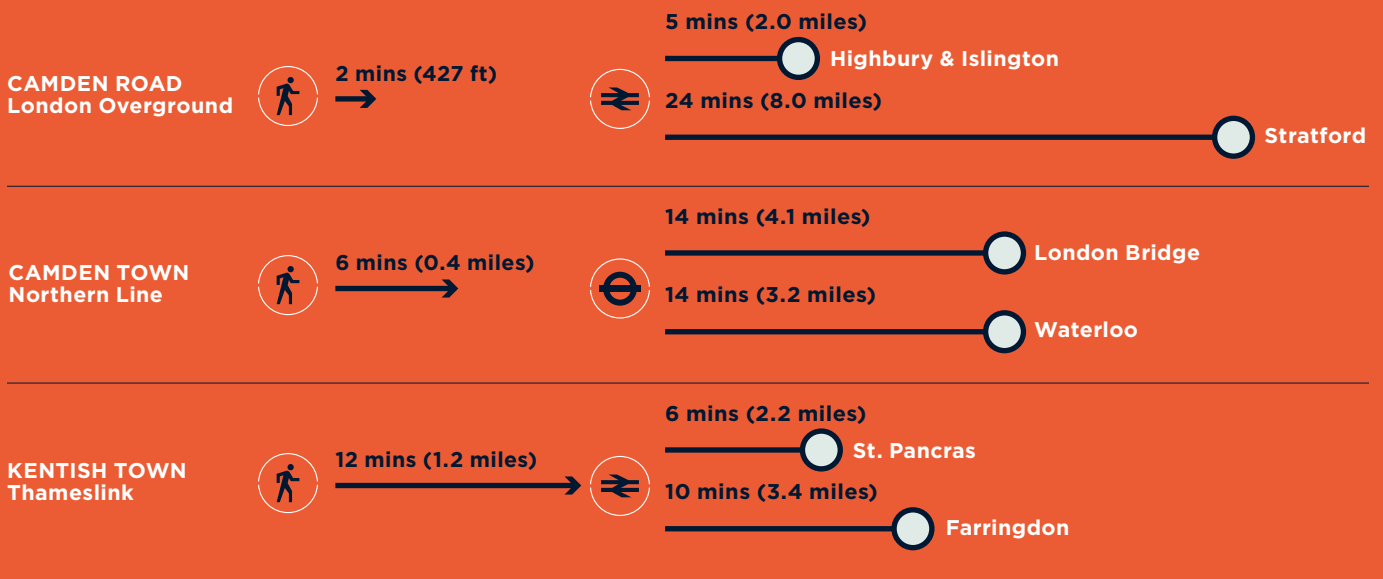 CAMDEN ROAD
London Overground
2 mins (427 ft)
5 mins (2.0 miles)
Highbury & Islington
24 mins (8.0 miles)
Stratford
CAMDEN TOWN
Northern Line
6 mins (0.4 miles)
14 mins (4.1 miles)
London Bridge
14 mins (3.2 miles)
Waterloo
KENTISH TOWN
Thameslink
12 mins (1.2 miles)
6 mins (2.2 miles)
St. Pancras
10 mins (3.4 miles)
Farringdon